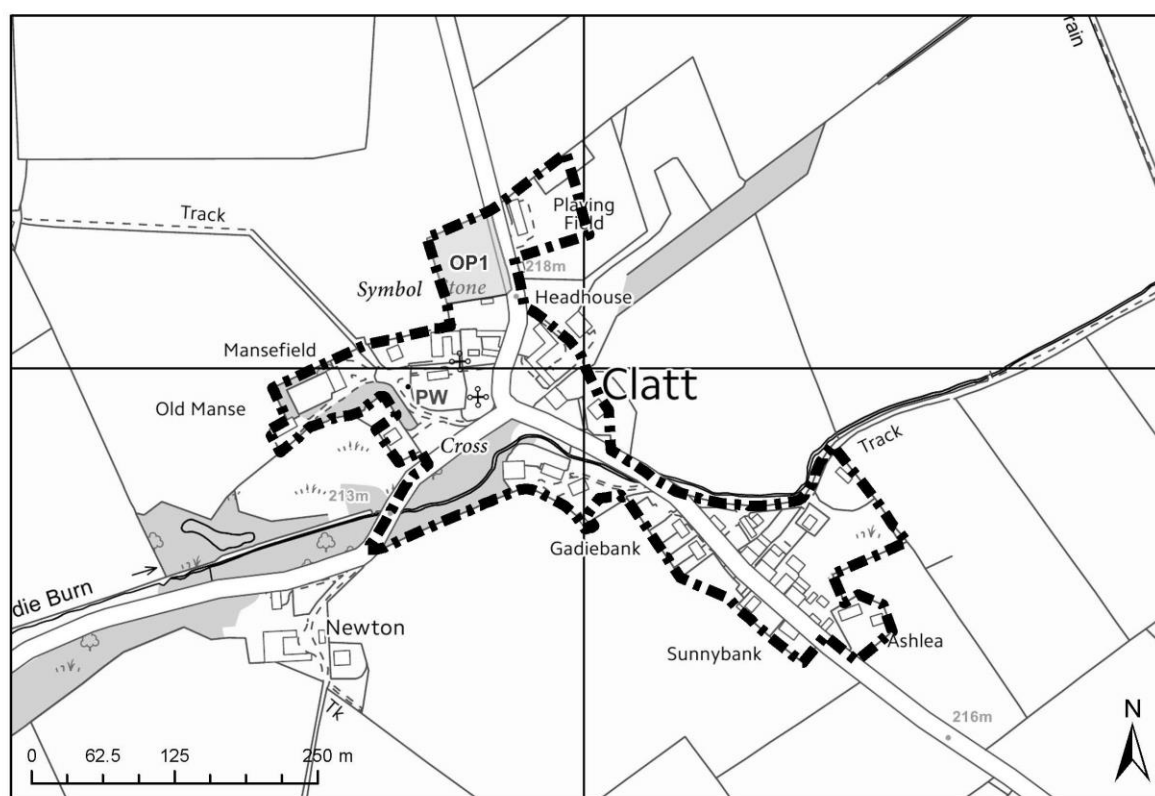 rain
Track
Playing
Field
OP1
218m
Symbol tone
Headhouse
Mansefield
Clatt
Old Manse
PW
Cross
Track
213m
Gadiebank
die Burn
Newton
Sunnybank
Ashlea
Tk
216m
N
0 62.5 125 250 m